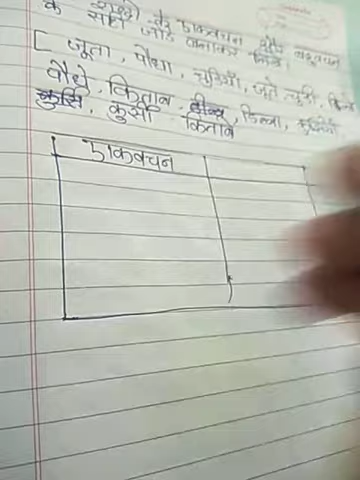 के शब्दों के एकवचन और बहुवचन
सही जोड़े बनाकर लिखो।
[ जूता, पौधा, चुड़ियाँ, जूते, चुड़ी,
पौधे, किताब, डिब्बा,
कुर्सी किताबें
एकवचन